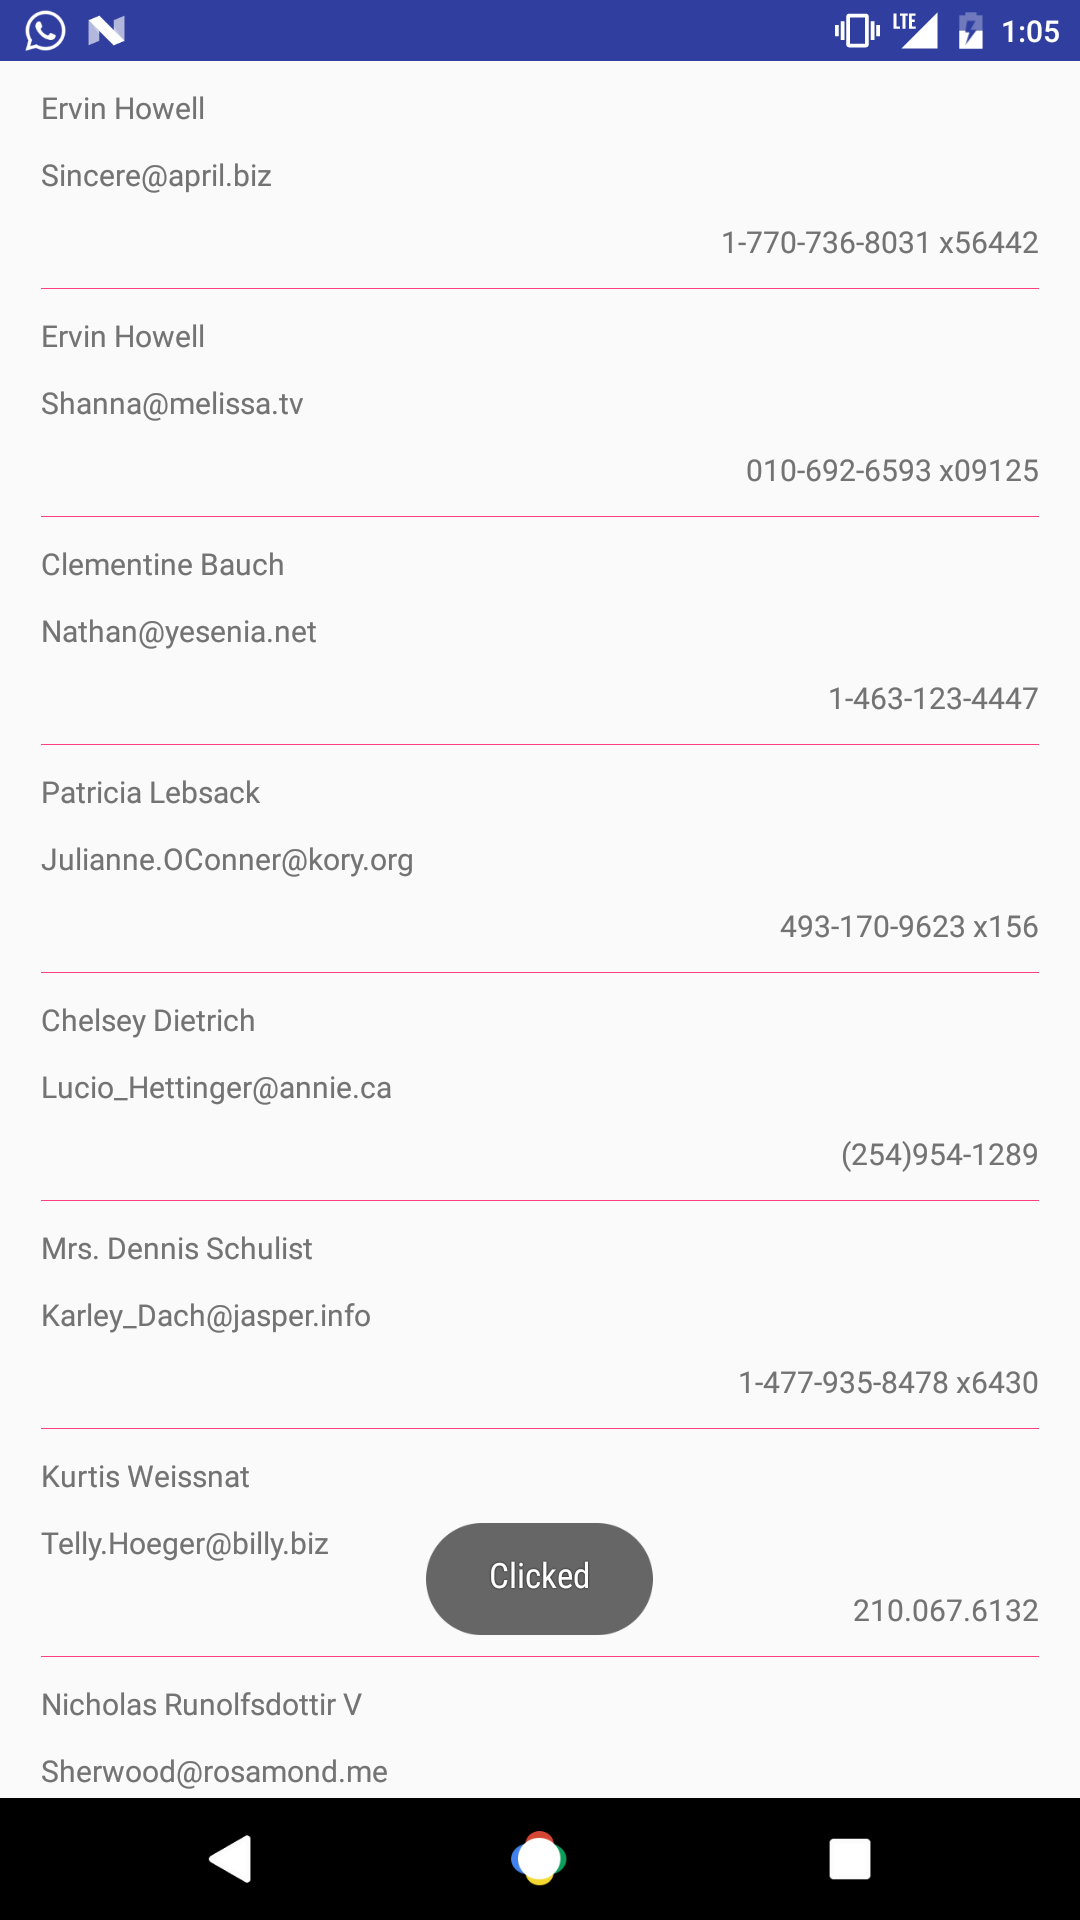 LTE 1:05
Ervin Howell
Sincere@april.biz
1-770-736-8031 x56442
Ervin Howell
Shanna@melissa.tv
010-692-6593 x09125
Clementine Bauch
Nathan@yesenia.net
1-463-123-4447
Patricia Lebsack
Julianne.OConner@kory.org
493-170-9623 x156
Chelsey Dietrich
Lucio_Hettinger@annie.ca
(254)954-1289
Mrs. Dennis Schulist
Karley_Dach@jasper.info
1-477-935-8478 x6430
Kurtis Weissnat
Telly.Hoeger@billy.biz
Clicked
210.067.6132
Nicholas Runolfsdottir V
Sherwood@rosamond.me